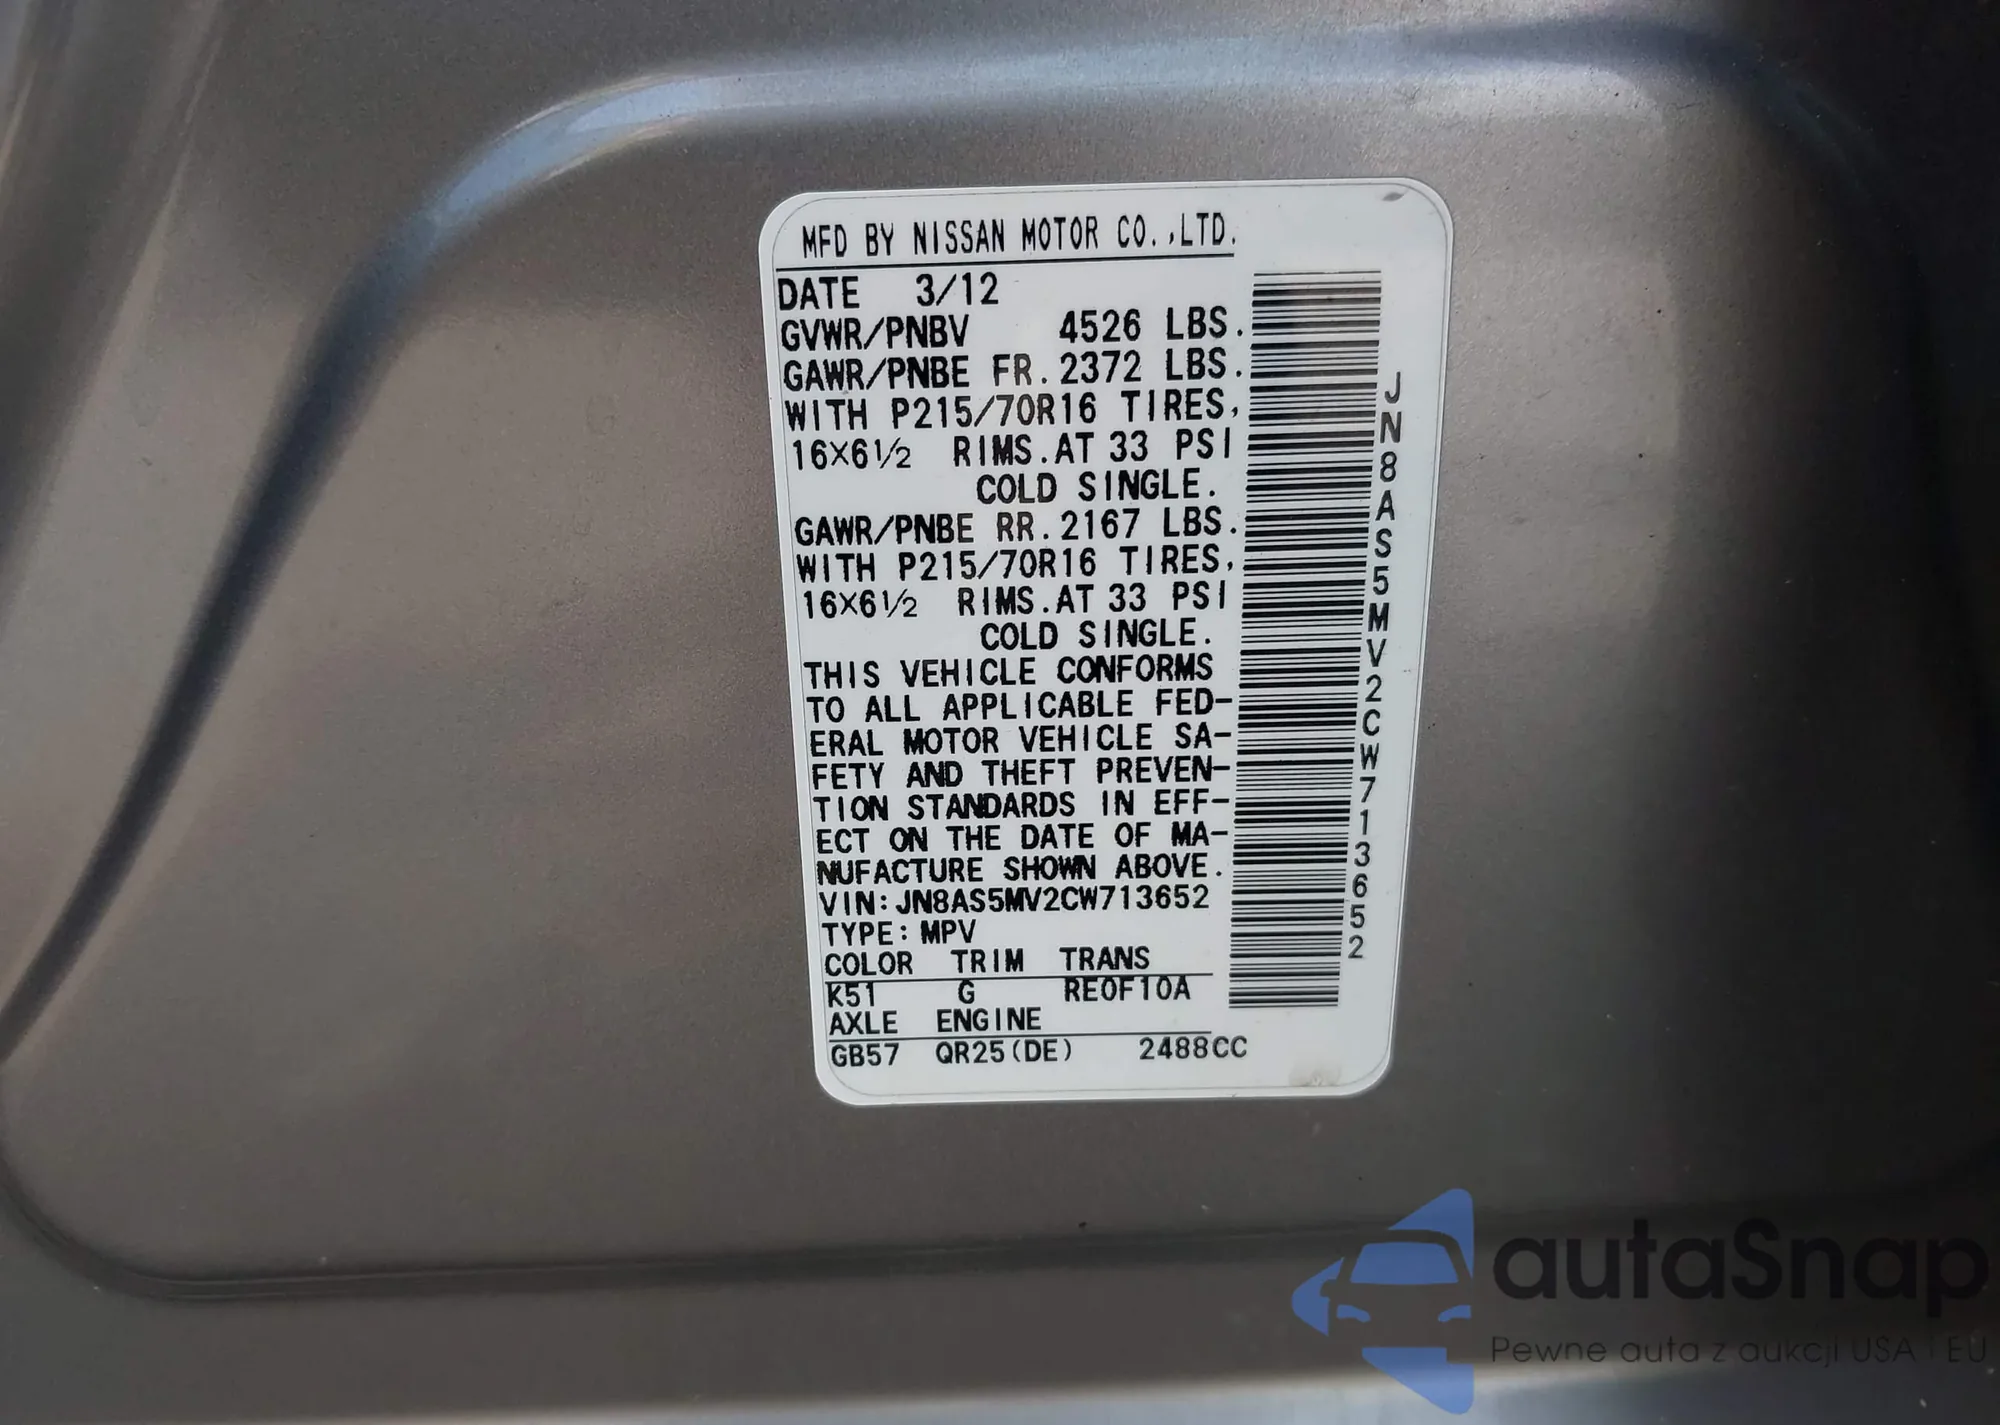 MFD BY NISSAN MOTOR CO.,LTD.
DATE 3/12
GVWR/PNBV 4526 LBS.
GAWR/PNBE FR. 2372 LBS.
WITH P215/70R16 TIRES,
16×6½ RIMS.AT 33 PSI
COLD SINGLE.
GAWR/PNBE RR. 2167 LBS.
WITH P215/70R16 TIRES,
16×6½ RIMS.AT 33 PSI
COLD SINGLE.
THIS VEHICLE CONFORMS
TO ALL APPLICABLE FED-
ERAL MOTOR VEHICLE SA-
FETY AND THEFT PREVEN-
TION STANDARDS IN EFF-
ECT ON THE DATE OF MA-
NUFACTURE SHOWN ABOVE.
VIN: JN8AS5MV2CW713652
TYPE: MPV
COLOR TRIM TRANS
K51 G RE0F10A
AXLE ENGINE
GB57 QR25(DE) 2488CC
JN8AS5MV2CW713652
autaSnap
Pewne auta z aukcji USA i EU